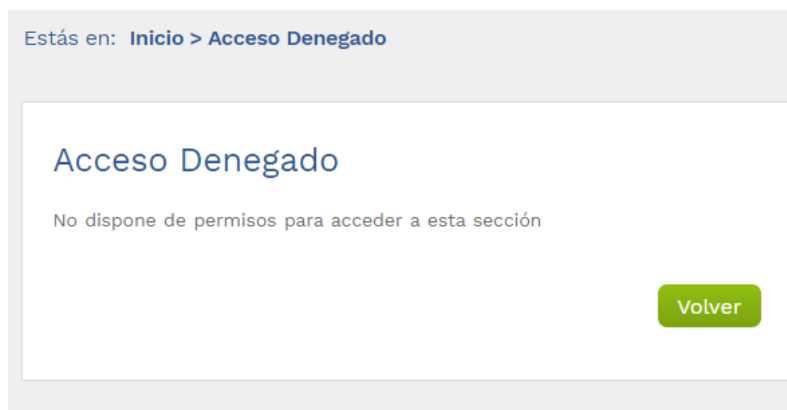 Estás en: Inicio > Acceso Denegado
Acceso Denegado
No dispone de permisos para acceder a esta sección
Volver